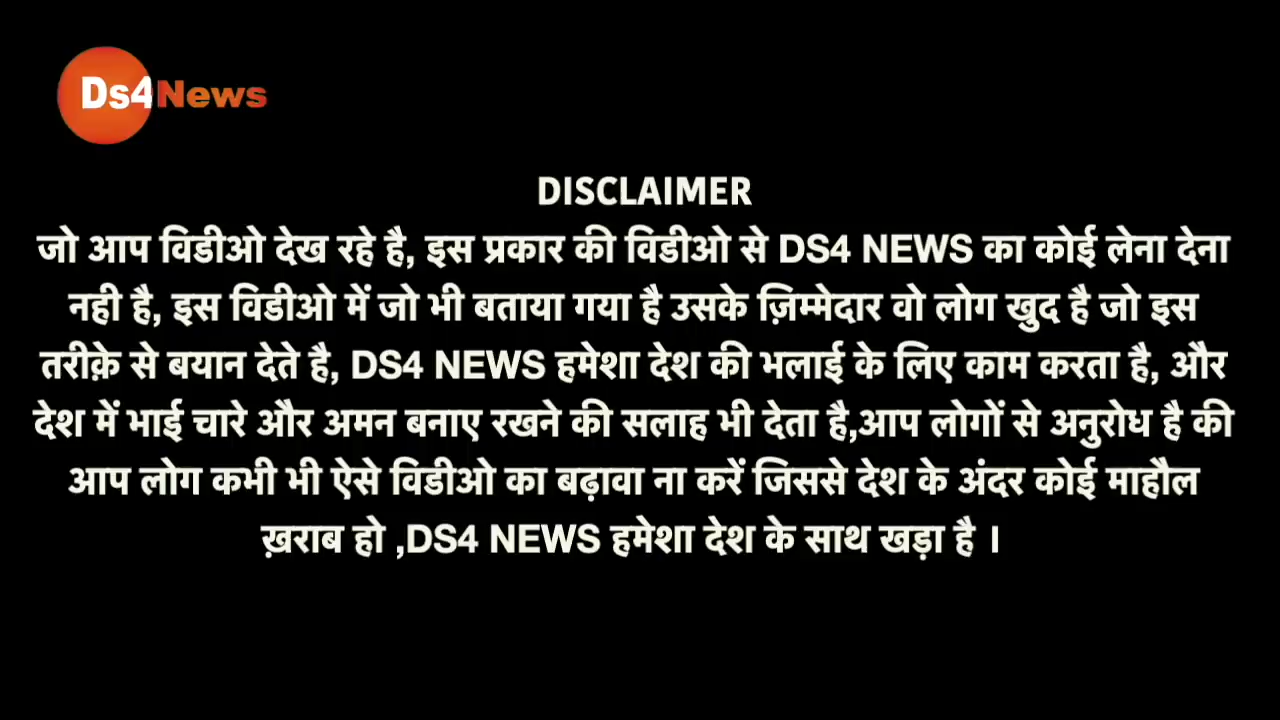 Ds4News
DISCLAIMER
जो आप विडीओ देख रहे है, इस प्रकार की विडीओ से DS4 NEWS का कोई लेना देना
नही है, इस विडीओ में जो भी बताया गया है उसके ज़िम्मेदार वो लोग खुद है जो इस
तरीक़े से बयान देते है, DS4 NEWS हमेशा देश की भलाई के लिए काम करता है, और
देश में भाई चारे और अमन बनाए रखने की सलाह भी देता है,आप लोगों से अनुरोध है की
आप लोग कभी भी ऐसे विडीओ का बढ़ावा ना करें जिससे देश के अंदर कोई माहौल
ख़राब हो ,DS4 NEWS हमेशा देश के साथ खड़ा है ।